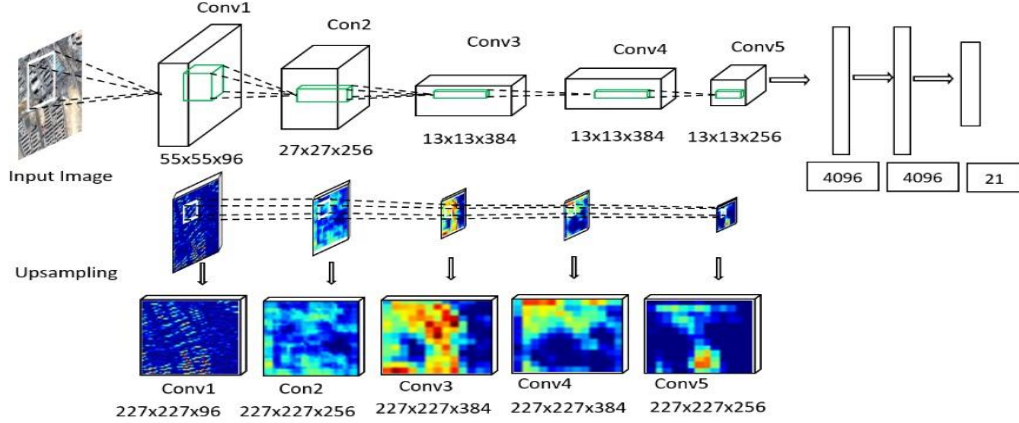 Conv1
Con2
Conv3
Conv4
Conv5
55x55x96
27x27x256
13x13x384
13x13x384
13x13x256
Input Image
4096
4096
21
Upsampling
Conv1
Con2
Conv3
Conv4
Conv5
227x227x96
227x227x256
227x227x384
227x227x384
227x227x256